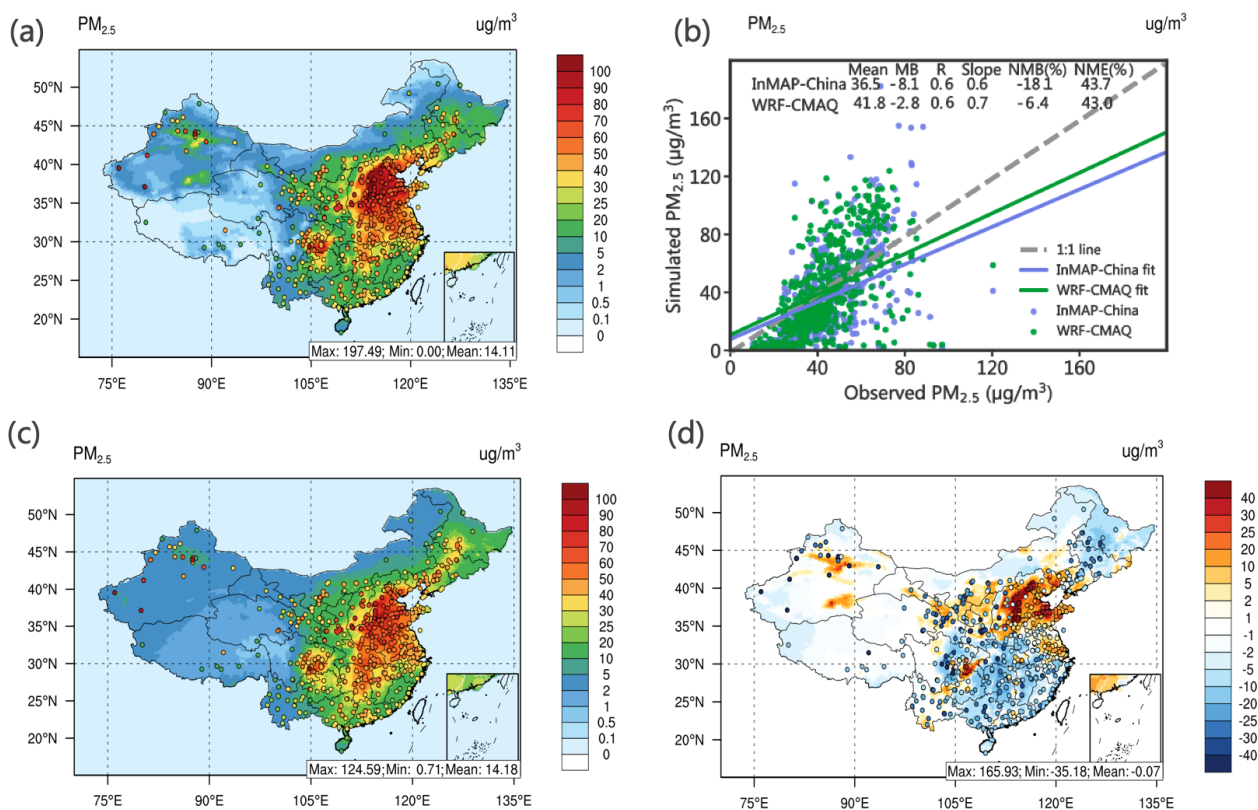 (a)
PM2.5
ug/m3
50°N
45°N
40°N
35°N
30°N
25°N
20°N
75°E
90°E
105°E
120°E
135°E
Max: 197.49; Min: 0.00; Mean: 14.11
100
90
80
70
60
50
40
30
25
20
10
5
2
1
0.5
0.1
0
(b)
PM2.5
ug/m3
Mean MB R Slope NMB(%) NME(%)
InMAP-China 36.5 -8.1 0.6 0.6 -18.1 43.7
WRF-CMAQ 41.8 -2.8 0.6 0.7 -6.4 43.0
Simulated PM2.5 (μg/m3)
160
120
80
40
0
1:1 line
InMAP-China fit
WRF-CMAQ fit
InMAP-China
WRF-CMAQ
0
40
80
120
160
Observed PM2.5 (μg/m3)
(c)
PM2.5
ug/m3
50°N
45°N
40°N
35°N
30°N
25°N
20°N
75°E
90°E
105°E
120°E
135°E
Max: 124.59; Min: 0.71; Mean: 14.18
100
90
80
70
60
50
40
30
25
20
10
5
2
1
0.5
0.1
0
(d)
PM2.5
ug/m3
50°N
45°N
40°N
35°N
30°N
25°N
20°N
75°E
90°E
105°E
120°E
135°E
Max: 165.93; Min:-35.18; Mean: -0.07
40
30
25
20
10
5
2
1
-1
-2
-5
-10
-20
-25
-30
-40